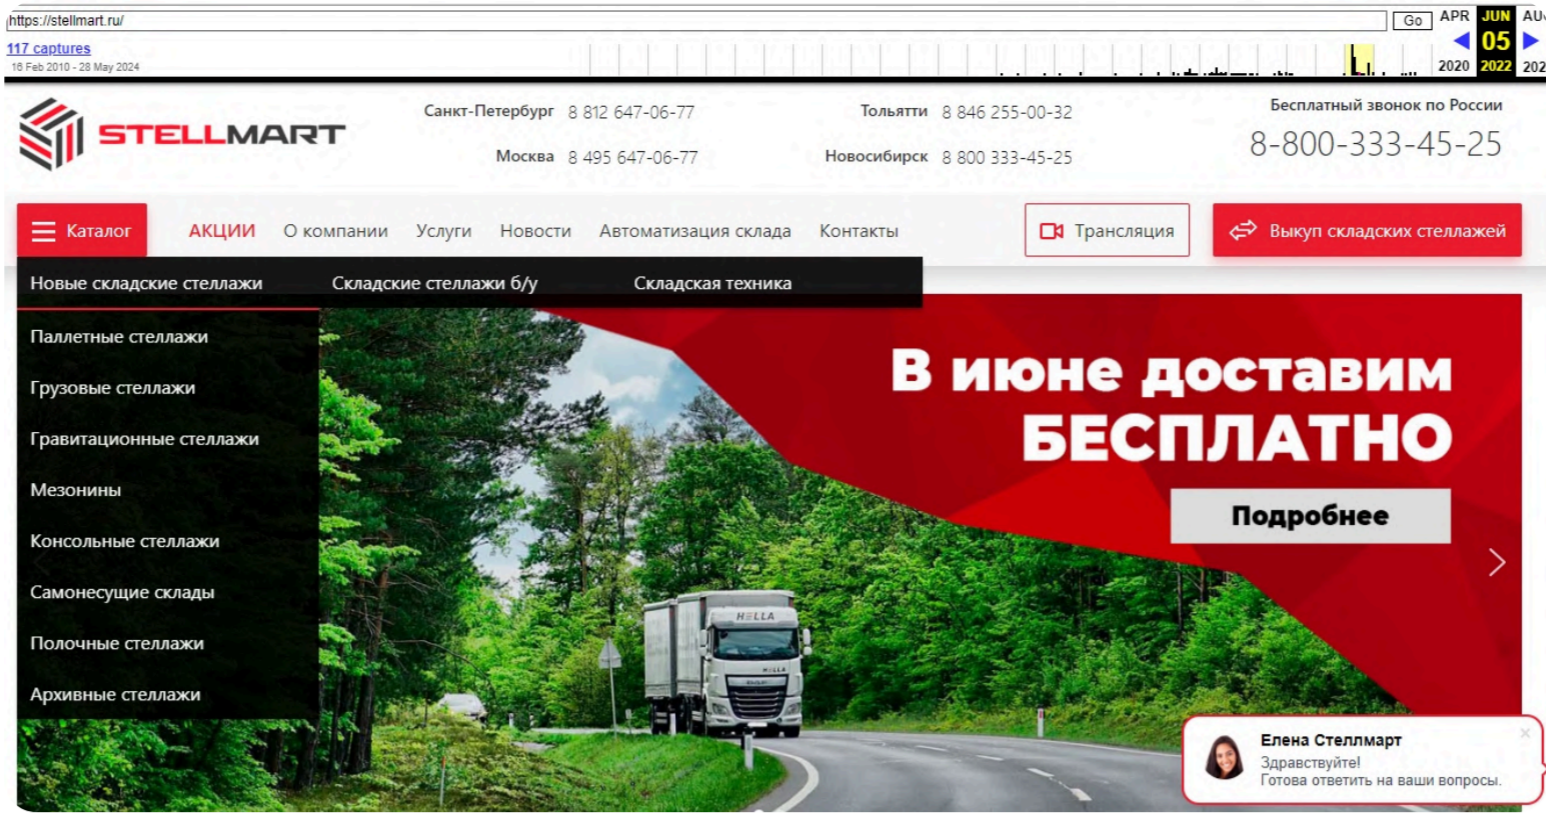 https://stellmart.ru/
Go
APR JUN
117 captures
05
16 Feb 2010 - 28 May 2024
2020 2022
Санкт-Петербург 8 812 647-06-77
Тольятти 8 846 255-00-32
Бесплатный звонок по России
STELLMART
8-800-333-45-25
Москва 8 495 647-06-77
Новосибирск 8 800 333-45-25
Каталог АКЦИИ О компании Услуги Новости Автоматизация склада Контакты Трансляция Выкуп складских стеллажей
Новые складские стеллажи Складские стеллажи б/у Складская техника
Паллетные стеллажи
Грузовые стеллажи
Гравитационные стеллажи
Мезонины
Консольные стеллажи
Самонесущие склады
Полочные стеллажи
Архивные стеллажи
В июне доставим
БЕСПЛАТНО
Подробнее
HELLA
HELLA
Елена Стеллмарт
Здравствуйте!
Готова ответить на ваши вопросы.